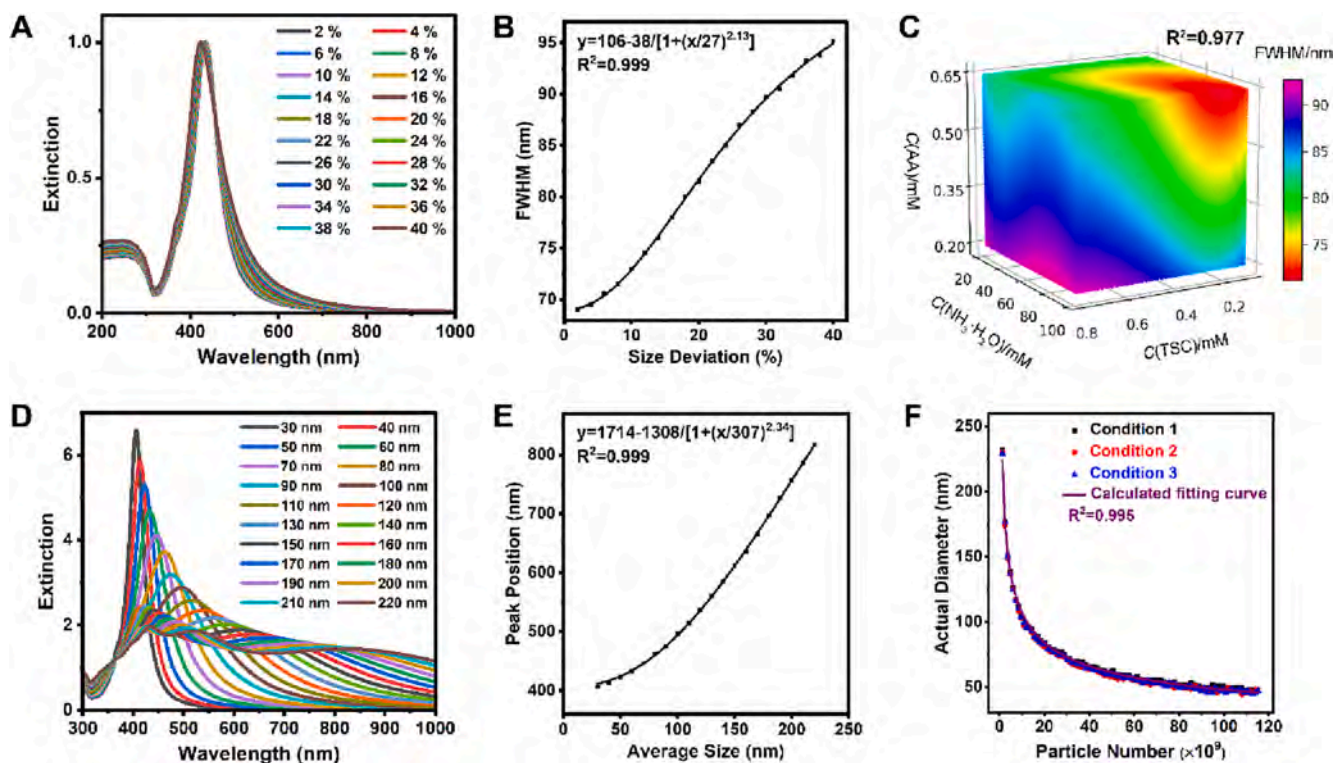 A
2 % 4 %
6 % 8 %
10 % 12 %
14 % 16 %
18 % 20 %
22 % 24 %
26 % 28 %
30 % 32 %
34 % 36 %
38 % 40 %
Extinction
1.0
0.5
0.0
200 400 600 800 1000
Wavelength (nm)
B
y=106-38/[1+(x/27)^2.13]
R²=0.999
FWHM (nm)
95
90
85
80
75
70
0 10 20 30 40
Size Deviation (%)
C
R²=0.977
FWHM/nm
90
85
80
75
C(AA)/mM
0.65
0.50
0.35
0.20
20
40
60
80
100
C(NH₃·H₂O)/mM
0.8 0.6 0.4 0.2
C(TSC)/mM
D
30 nm 40 nm
50 nm 60 nm
70 nm 80 nm
90 nm 100 nm
110 nm 120 nm
130 nm 140 nm
150 nm 160 nm
170 nm 180 nm
190 nm 200 nm
210 nm 220 nm
Extinction
6
4
2
0
300 400 500 600 700 800 900 1000
Wavelength (nm)
E
y=1714-1308/[1+(x/307)^2.34]
R²=0.999
Peak Position (nm)
800
700
600
500
400
0 50 100 150 200 250
Average Size (nm)
F
Condition 1
Condition 2
Condition 3
Calculated fitting curve
R²=0.995
Actual Diameter (nm)
250
200
150
100
50
0 20 40 60 80 100 120
Particle Number (×10⁹)